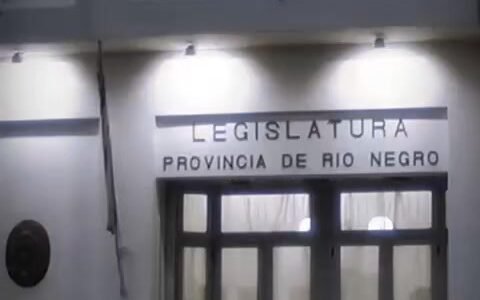 LEGISLATURA
PROVINCIA DE RIO NEGRO